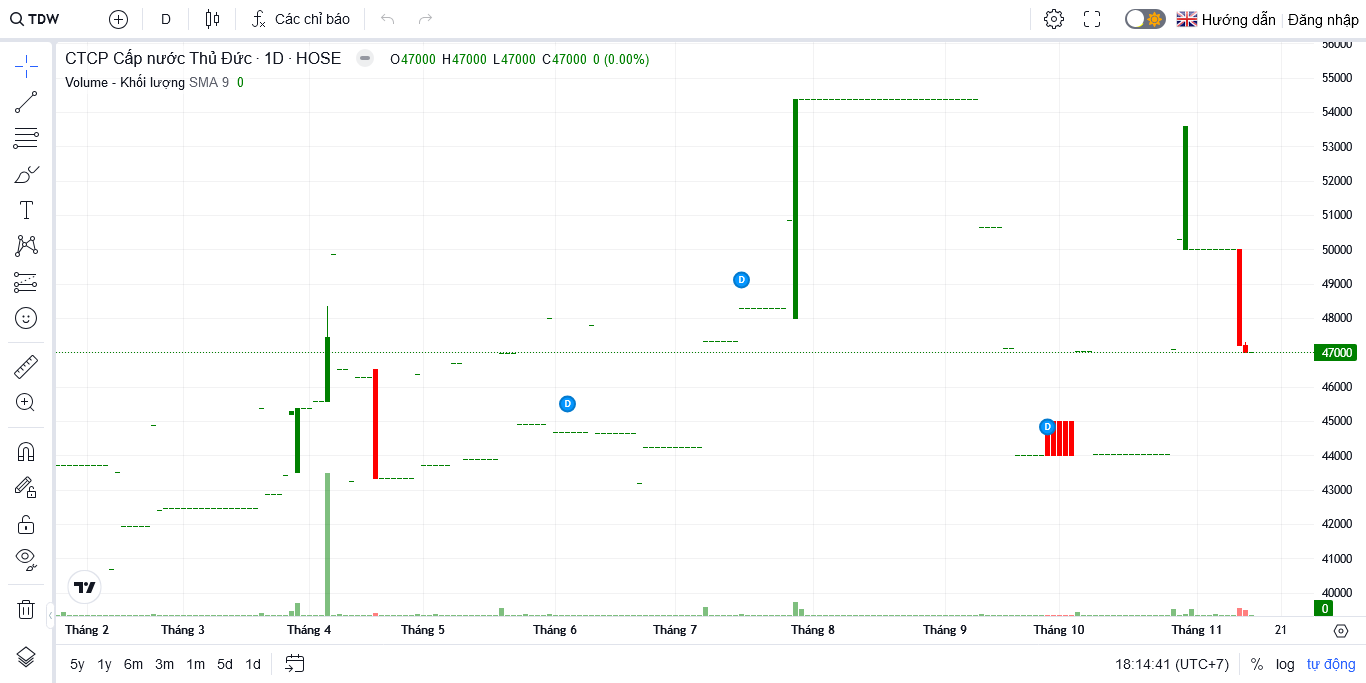 TDW D Các chỉ báo Hướng dẫn Đăng nhập
CTCP Cấp nước Thủ Đức · 1D · HOSE O47000 H47000 L47000 C47000 0 (0.00%)
Volume - Khối lượng SMA 9 0
56000
55000
54000
53000
52000
51000
50000
49000
48000
47000
46000
45000
44000
43000
42000
41000
40000
0
D
D
D
Tháng 2 Tháng 3 Tháng 4 Tháng 5 Tháng 6 Tháng 7 Tháng 8 Tháng 9 Tháng 10 Tháng 11 21
5y 1y 6m 3m 1m 5d 1d 18:14:41 (UTC+7) % log tự động